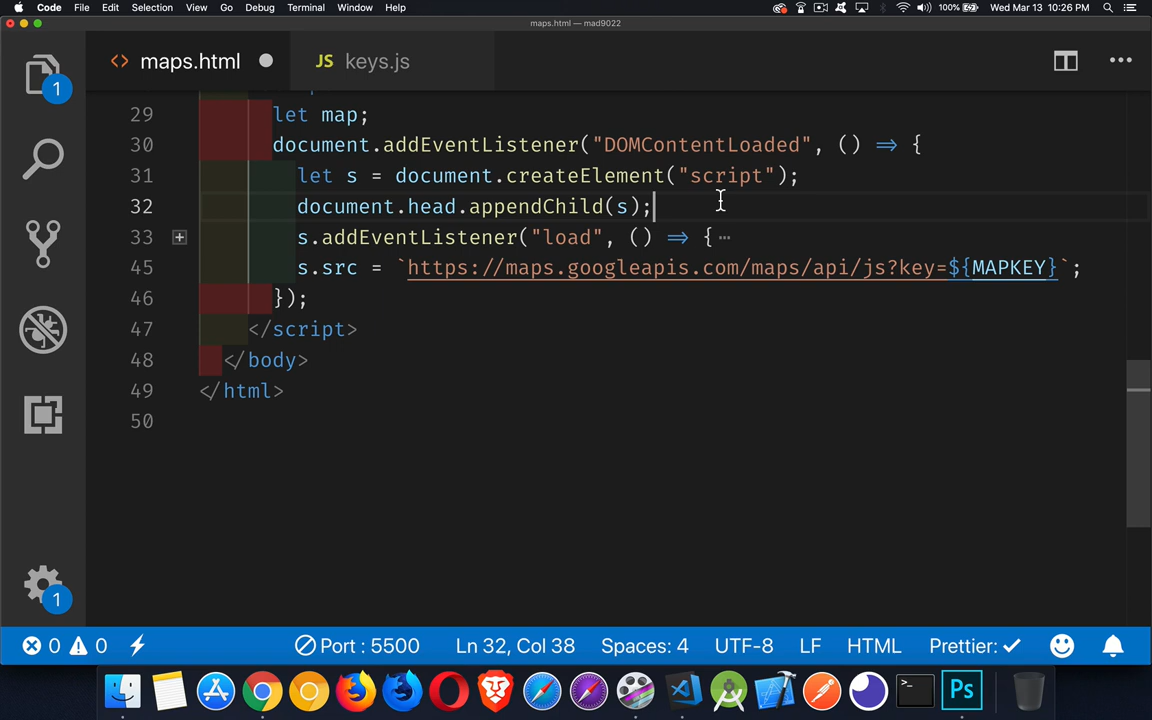 Code File Edit Selection View Go Debug Terminal Window Help 100% Wed Mar 13 10:26 PM
maps.html — mad9022
<> maps.html JS keys.js
29 let map;
30 document.addEventListener("DOMContentLoaded", () => {
31 let s = document.createElement("script");
32 document.head.appendChild(s);
33 s.addEventListener("load", () => { ⋯
45 s.src = `https://maps.googleapis.com/maps/api/js?key=${MAPKEY}`;
46 });
47 </script>
48 </body>
49 </html>
50
1
1
0 0 Port : 5500 Ln 32, Col 38 Spaces: 4 UTF-8 LF HTML Prettier: ✓
>_ Ps